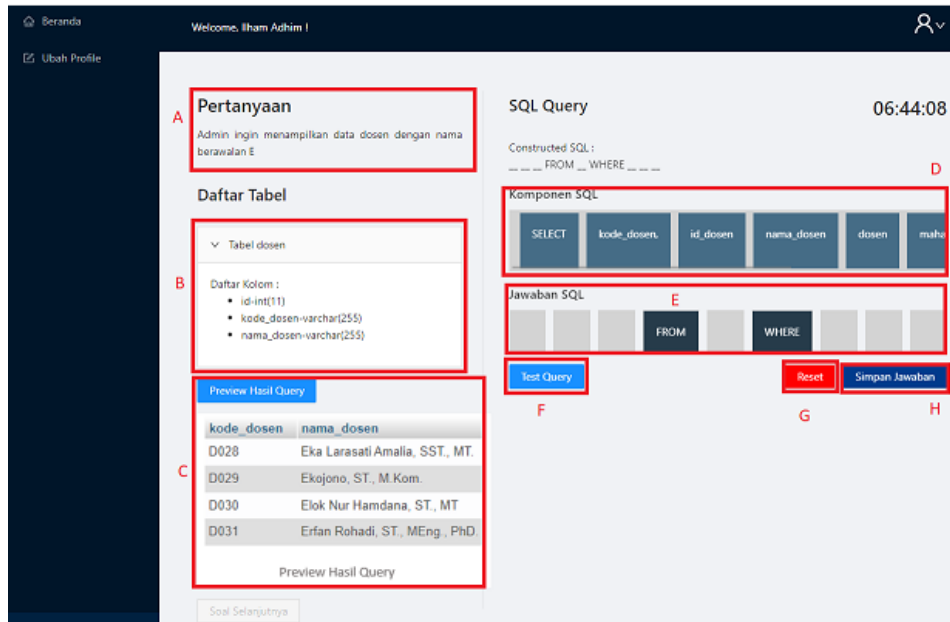 Beranda
Welcome, Ilham Adhim !
Ubah Profile
A
Pertanyaan
Admin ingin menampilkan data dosen dengan nama
berawalan E
Daftar Tabel
B
Tabel dosen
Daftar Kolom :
id-int(11)
kode_dosen-varchar(255)
nama_dosen-varchar(255)
C
Preview Hasil Query
kode_dosen nama_dosen
D028 Eka Larasati Amalia, SST., MT.
D029 Ekojono, ST., M.Kom.
D030 Elok Nur Hamdana, ST., MT
D031 Erfan Rohadi, ST., MEng., PhD.
Preview Hasil Query
Soal Selanjutnya
SQL Query
06:44:08
Constructed SQL :
__ __ __ FROM __ WHERE __ __ __
D
Komponen SQL
SELECT kode_dosen, id_dosen nama_dosen dosen maha
Jawaban SQL
E
FROM WHERE
Test Query Reset Simpan Jawaban
F G H